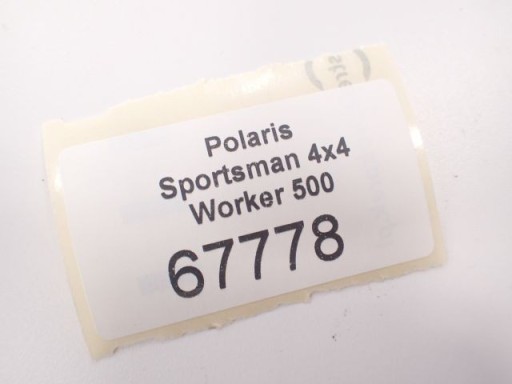 Polaris
Sportsman 4x4
Worker 500
67778